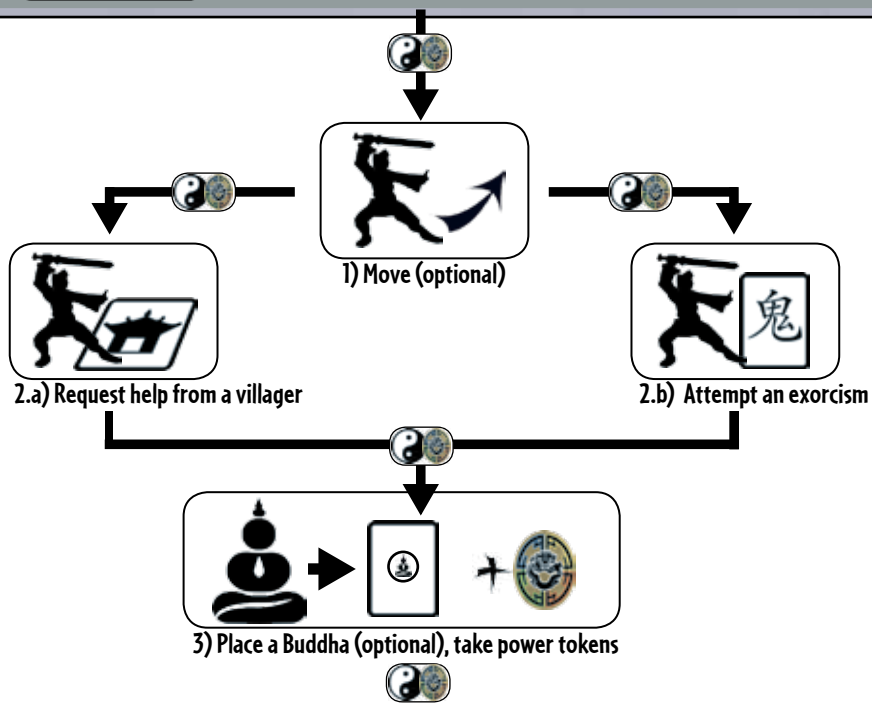 1) Move (optional)
鬼
2.a) Request help from a villager
2.b) Attempt an exorcism
3) Place a Buddha (optional), take power tokens